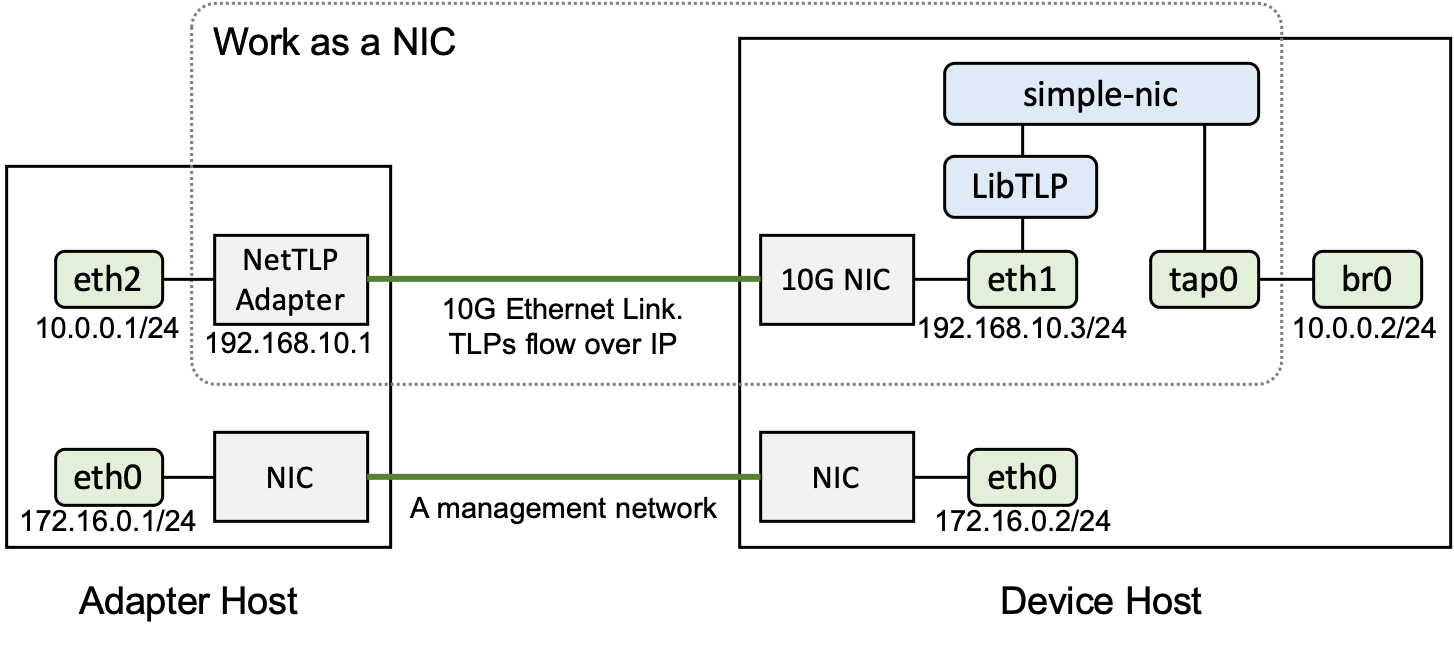 Work as a NIC
simple-nic
LibTLP
eth2
10.0.0.1/24
NetTLP
Adapter
192.168.10.1
10G Ethernet Link.
TLPs flow over IP
10G NIC
eth1
192.168.10.3/24
tap0
br0
10.0.0.2/24
eth0
172.16.0.1/24
NIC
A management network
NIC
eth0
172.16.0.2/24
Adapter Host
Device Host